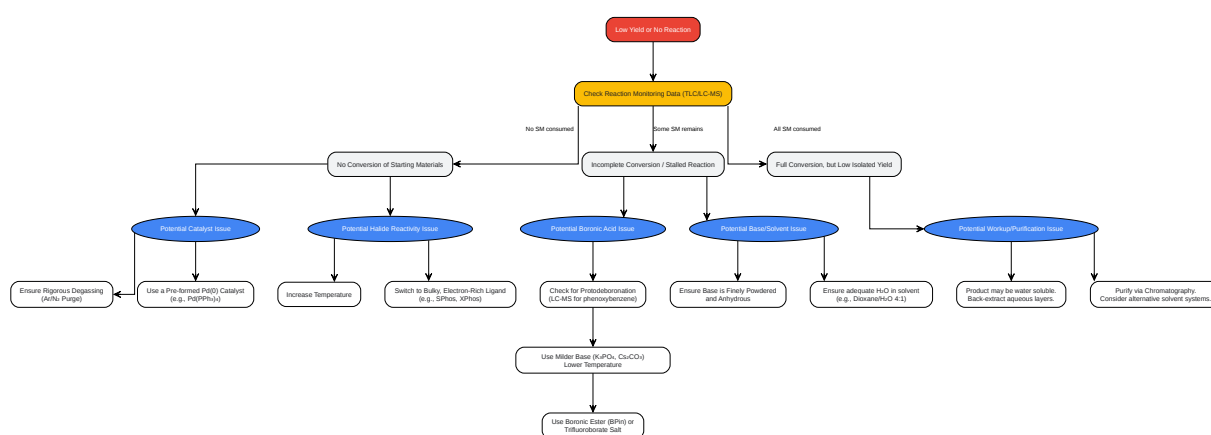 Low Yield or No Reaction
Check Reaction Monitoring Data (TLC/LC-MS)
No SM consumed
Some SM remains
All SM consumed
No Conversion of Starting Materials
Incomplete Conversion / Stalled Reaction
Full Conversion, but Low Isolated Yield
Potential Catalyst Issue
Potential Halide Reactivity Issue
Potential Boronic Acid Issue
Potential Base/Solvent Issue
Potential Workup/Purification Issue
Ensure Rigorous Degassing
(Ar/N₂ Purge)
Use a Pre-formed Pd(0) Catalyst
(e.g., Pd(PPh₃)₄)
Increase Temperature
Switch to Bulky, Electron-Rich Ligand
(e.g., SPhos, XPhos)
Check for Protodeboronation
(LC-MS for phenoxybenzene)
Ensure Base is Finely Powdered
and Anhydrous
Ensure adequate H₂O in solvent
(e.g., Dioxane/H₂O 4:1)
Product may be water soluble.
Back-extract aqueous layers.
Purify via Chromatography.
Consider alternative solvent systems.
Use Milder Base (K₃PO₄, Cs₂CO₃)
Lower Temperature
Use Boronic Ester (BPin) or
Trifluoroborate Salt